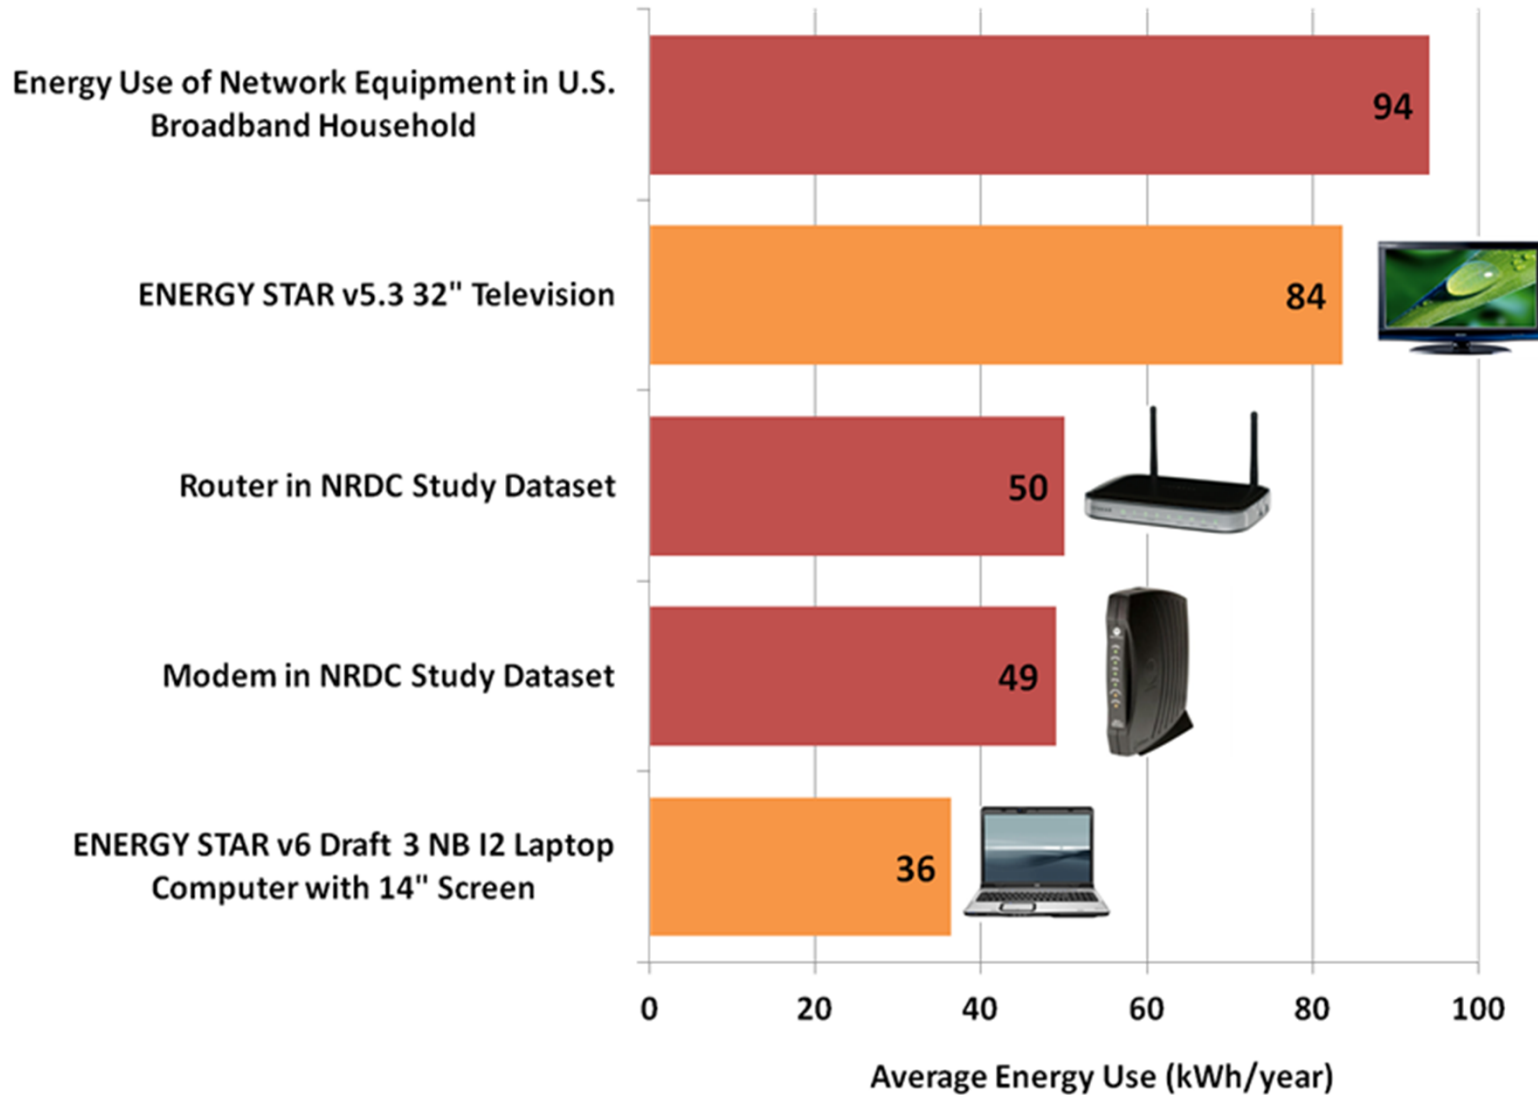 Energy Use of Network Equipment in U.S.
Broadband Household
94
ENERGY STAR v5.3 32" Television
84
Router in NRDC Study Dataset
50
Modem in NRDC Study Dataset
49
ENERGY STAR v6 Draft 3 NB I2 Laptop
Computer with 14" Screen
36
0 20 40 60 80 100
Average Energy Use (kWh/year)